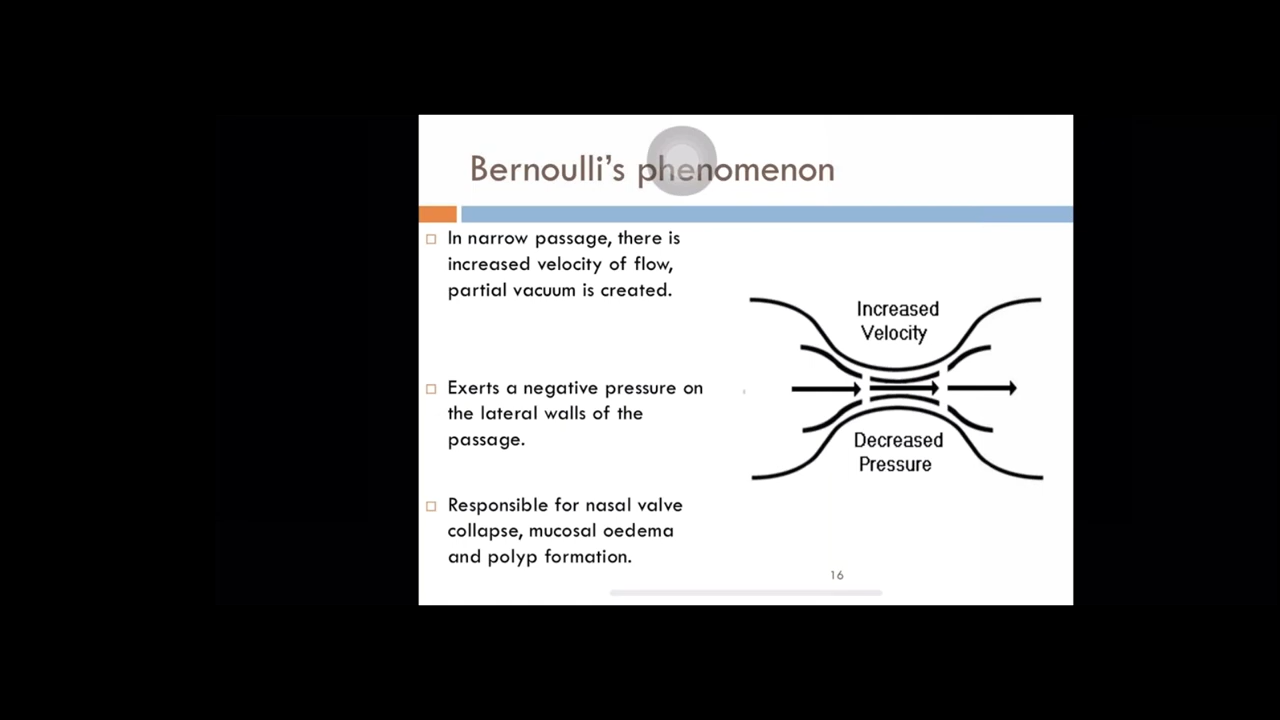 Bernoulli's phenomenon
In narrow passage, there is
increased velocity of flow,
partial vacuum is created.
Exerts a negative pressure on
the lateral walls of the
passage.
Responsible for nasal valve
collapse, mucosal oedema
and polyp formation.
Increased
Velocity
Decreased
Pressure
16